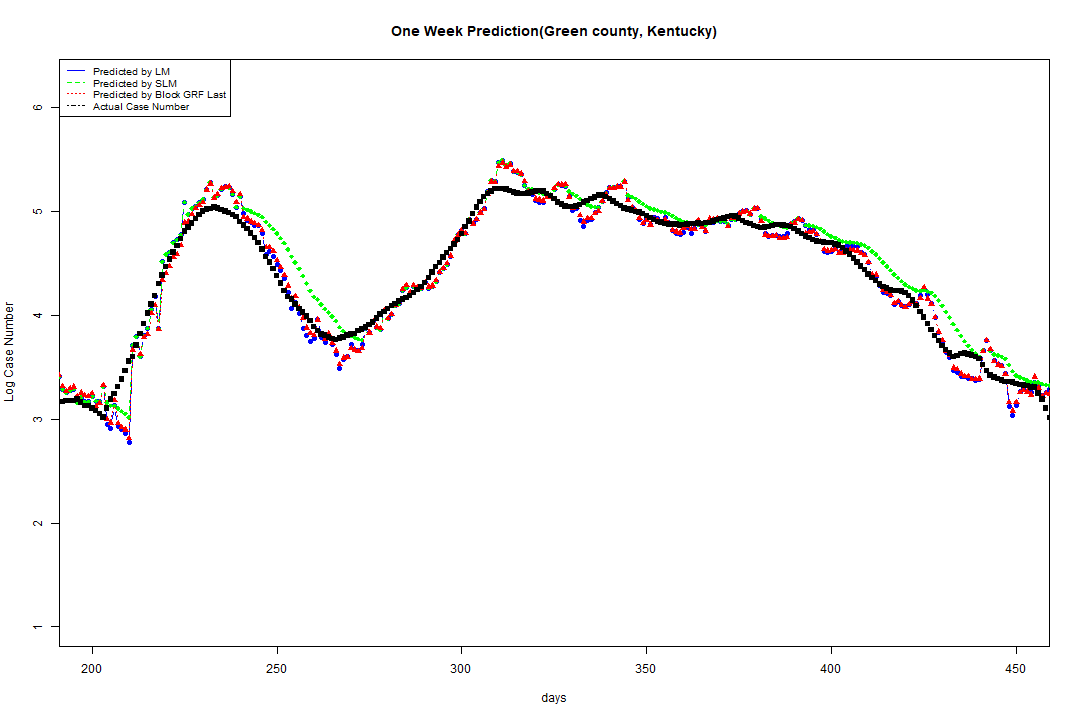 One Week Prediction(Green county, Kentucky)
Predicted by LM
Predicted by SLM
Predicted by Block GRF Last
Actual Case Number
6
5
4
3
2
1
Log Case Number
200 250 300 350 400 450
days